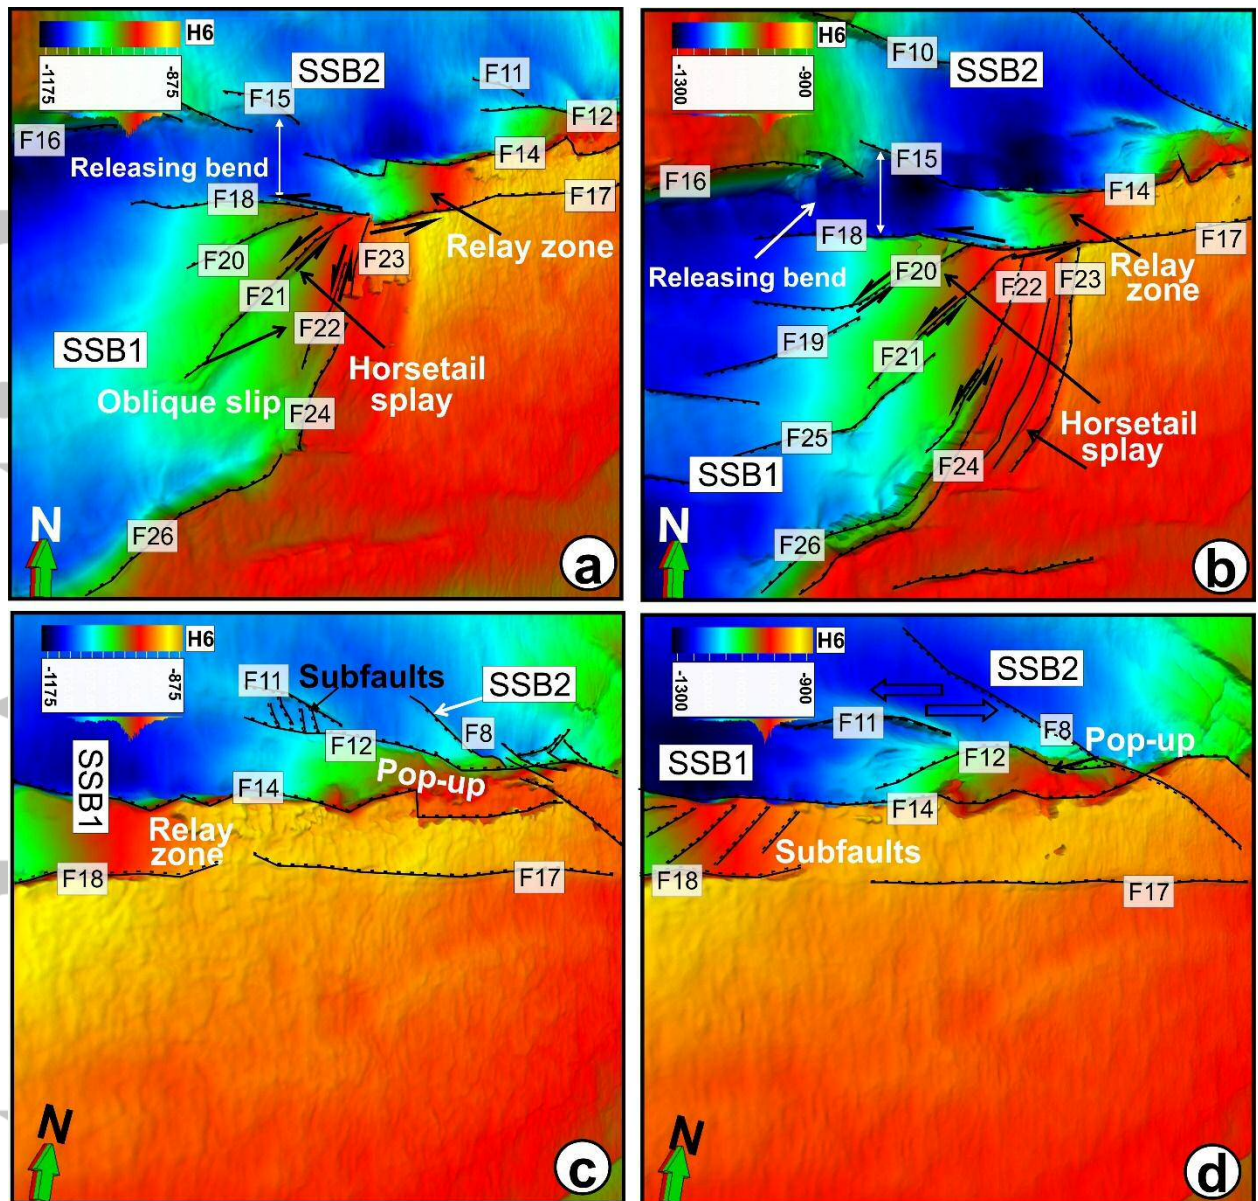 H6
SSB2
-1175
-875
F11
F15
F12
F16
F14
Releasing bend
F17
F18
Relay zone
F20
F23
F21
F22
SSB1
Horsetail
splay
Oblique slip
F24
N
F26
a
H6
F10
SSB2
-1300
-900
F15
F16
F14
F18
F17
Releasing bend
F20
F22
F23
Relay
zone
F19
F21
F25
Horsetail
splay
SSB1
F24
N
F26
b
H6
-1175
-875
F11
Subfaults
SSB2
F8
F12
SSB1
Pop-up
F14
Relay
zone
F18
F17
N
c
H6
-1300
-900
SSB2
F11
F8
Pop-up
SSB1
F12
F14
Subfaults
F18
F17
N
d